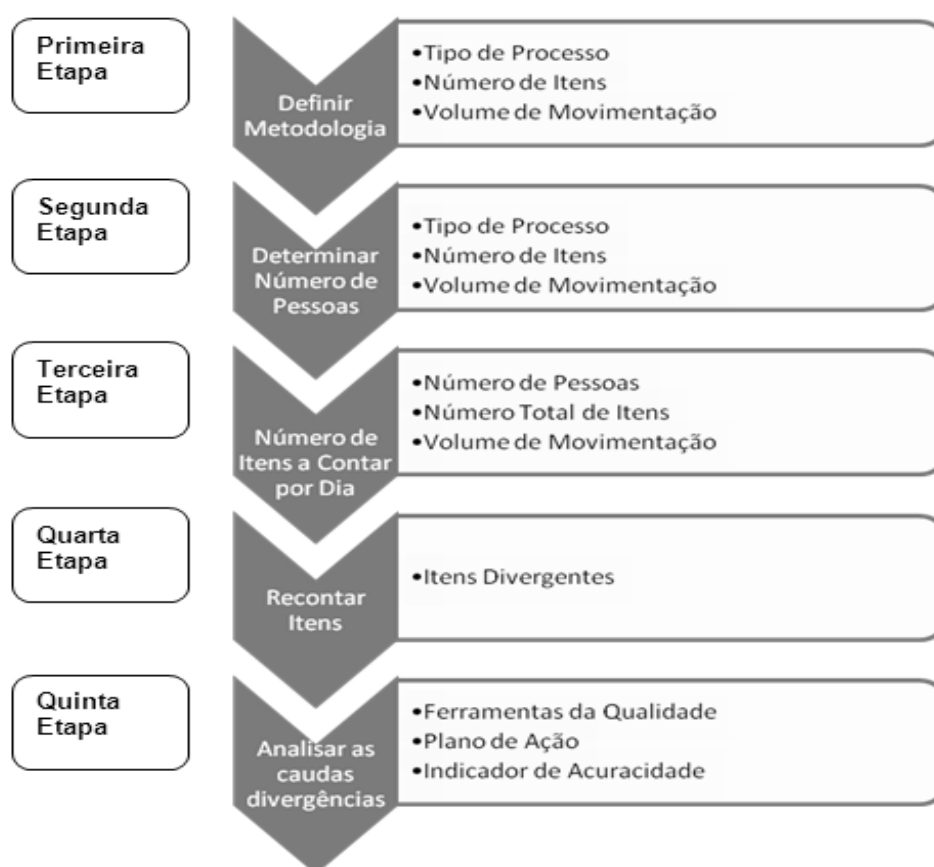 Primeira
Etapa
Definir
Metodologia
•Tipo de Processo
•Número de Itens
•Volume de Movimentação
Segunda
Etapa
Determinar
Número de
Pessoas
•Tipo de Processo
•Número de Itens
•Volume de Movimentação
Terceira
Etapa
Número de
Itens a Contar
por Dia
•Número de Pessoas
•Número Total de Itens
•Volume de Movimentação
Quarta
Etapa
Recontar
Itens
•Itens Divergentes
Quinta
Etapa
Analisar as
caudas
divergências
•Ferramentas da Qualidade
•Plano de Ação
•Indicador de Acuracidade